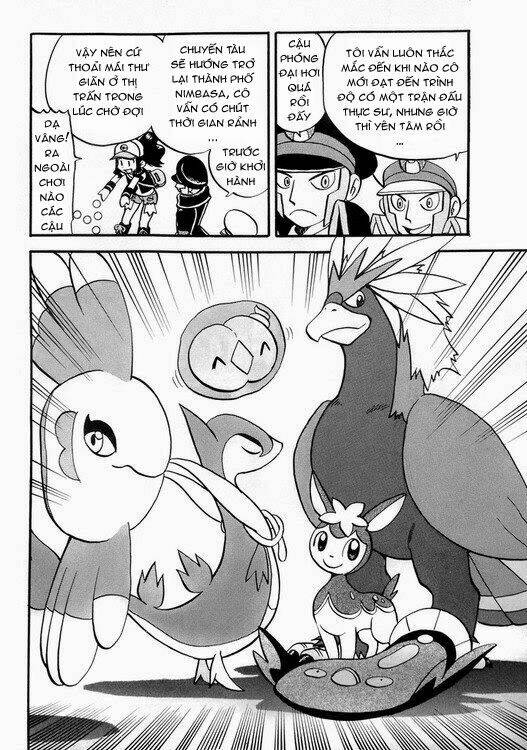 VẬY NÊN CỨ
THOẢI MÁI THƯ
GIÃN Ở THỊ
TRẤN TRONG
LÚC CHỜ ĐỢI
CHUYẾN TÀU
SẼ HƯỚNG TRỞ
LẠI THÀNH PHỐ
NIMBASA, CÔ
VẪN CÓ CHÚT
THỜI GIAN RẢNH
...
TRƯỚC
GIỜ KHỞI
HÀNH
DẠ
VÂNG!
RA
NGOÀI
CHƠI
NÀO
CÁC
CẬU
CẬU
PHÓNG
ĐẠI HƠI
QUÁ
RỒI
ĐẤY
TÔI VẪN LUÔN THẮC
MẮC ĐẾN KHI NÀO CÔ
MỚI ĐẠT ĐẾN TRÌNH
ĐỘ CÓ MỘT TRẬN ĐẤU
THỰC SỰ, NHƯNG GIỜ
THÌ YÊN TÂM RỒI
...